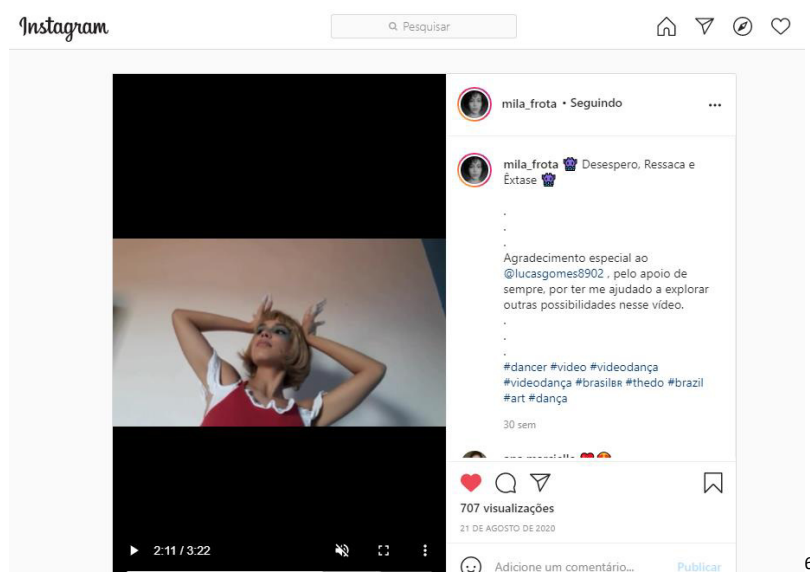 Instagram
Pesquisar
mila_frota • Seguindo
mila_frota Desespero, Ressaca e
Êxtase
.
.
.
Agradecimento especial ao
@lucasgomes8902 , pelo apoio de
sempre, por ter me ajudado a explorar
outras possibilidades nesse vídeo.
.
.
.
#dancer #video #videodança
#videodança #brasilʙʀ #thedo #brazil
#art #dança
30 sem
707 visualizações
21 DE AGOSTO DE 2020
2:11 / 3:22
Adicione um comentário... Publicar